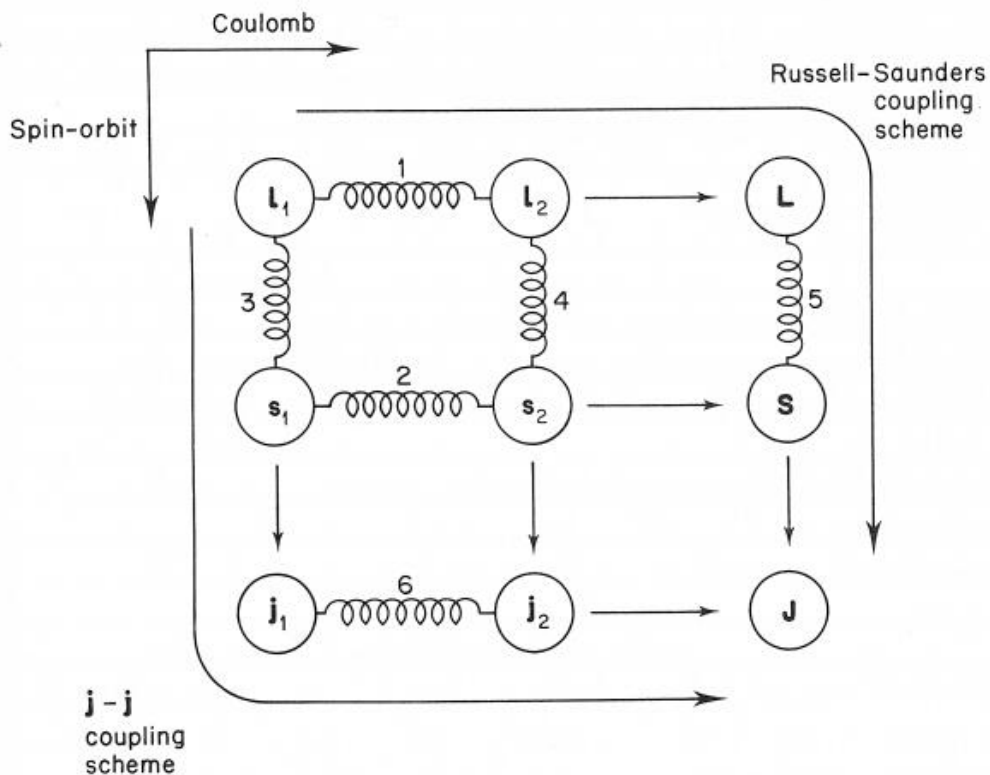 Coulomb
Russell–Saunders
coupling
scheme
Spin-orbit
1
l₁
l₂
L
3
4
5
2
s₁
s₂
S
6
j₁
j₂
J
j – j
coupling
scheme